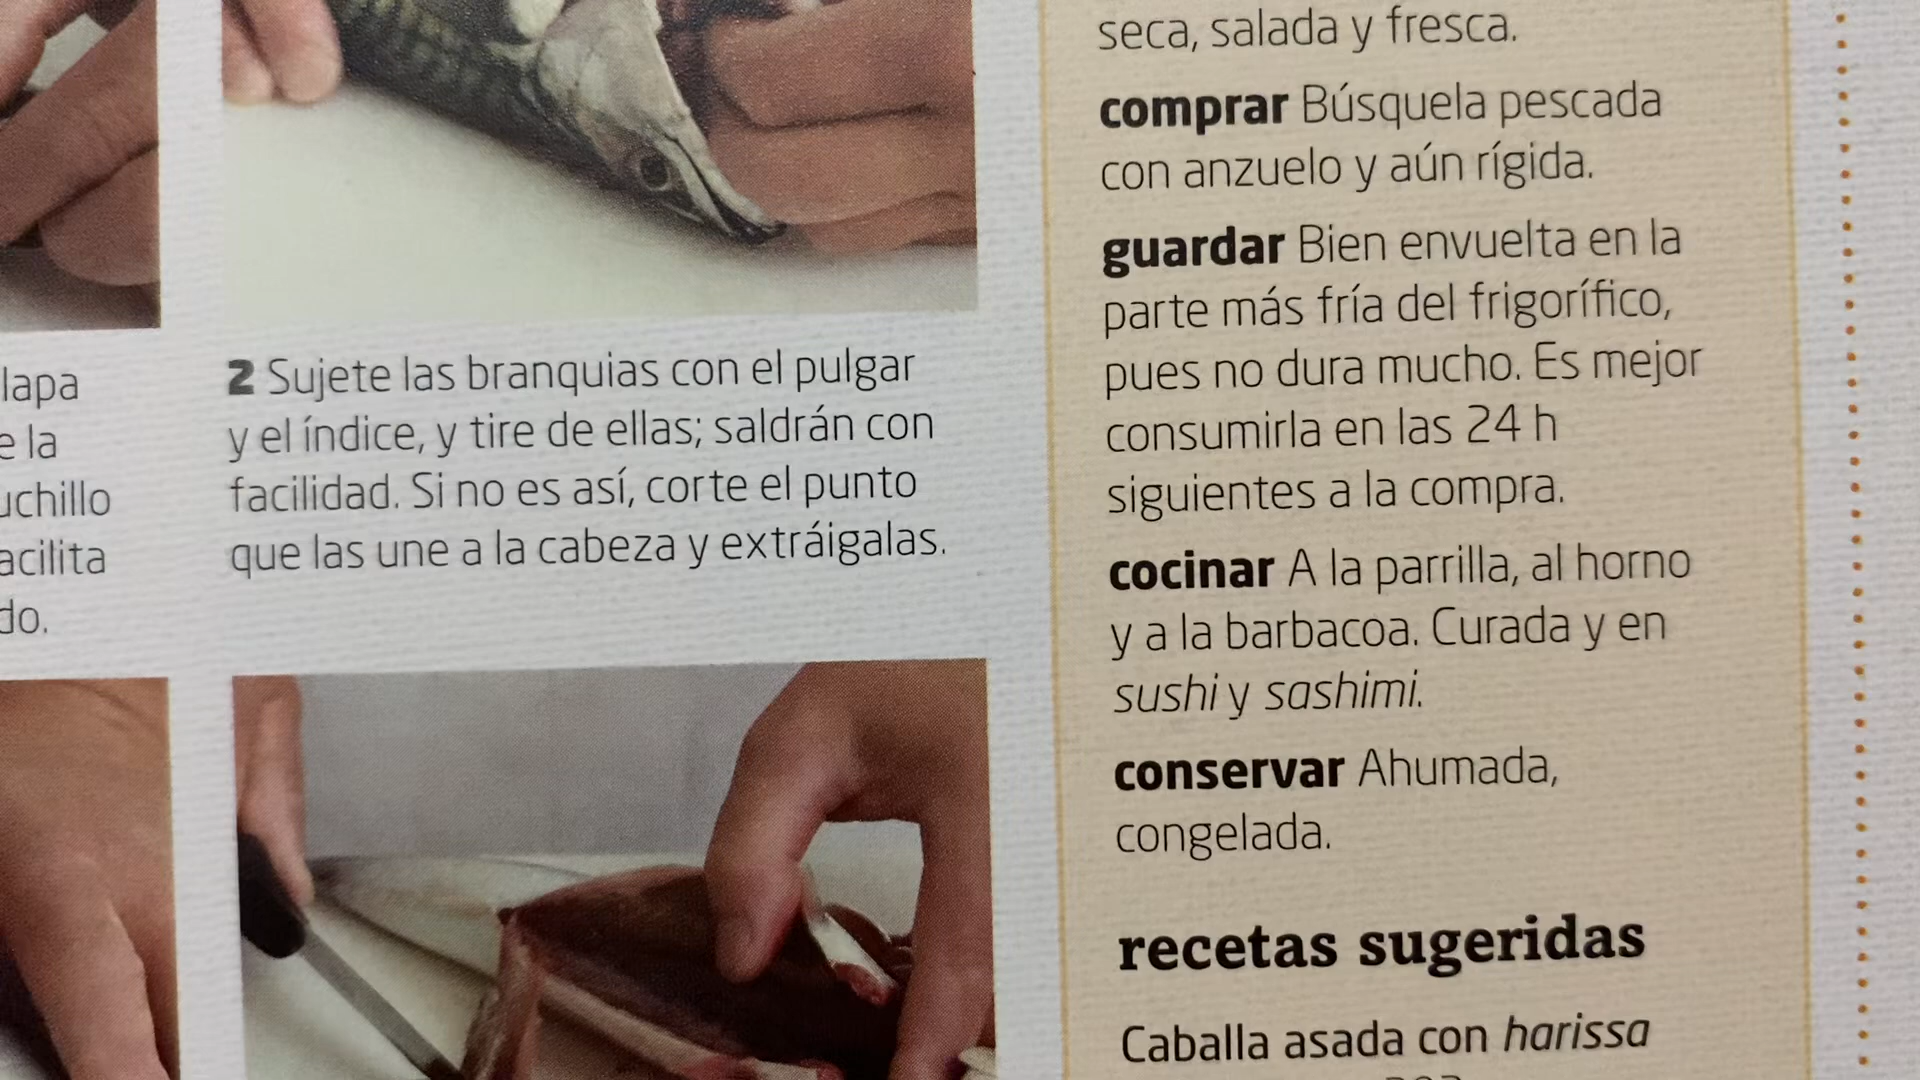 lapa
e la
uchillo
acilita
do.
2 Sujete las branquias con el pulgar
y el índice, y tire de ellas; saldrán con
facilidad. Si no es así, corte el punto
que las une a la cabeza y extráigalas.
seca, salada y fresca.
comprar Búsquela pescada
con anzuelo y aún rígida.
guardar Bien envuelta en la
parte más fría del frigorífico,
pues no dura mucho. Es mejor
consumirla en las 24 h
siguientes a la compra.
cocinar A la parrilla, al horno
y a la barbacoa. Curada y en
sushi y sashimi.
conservar Ahumada,
congelada.
recetas sugeridas
Caballa asada con harissa